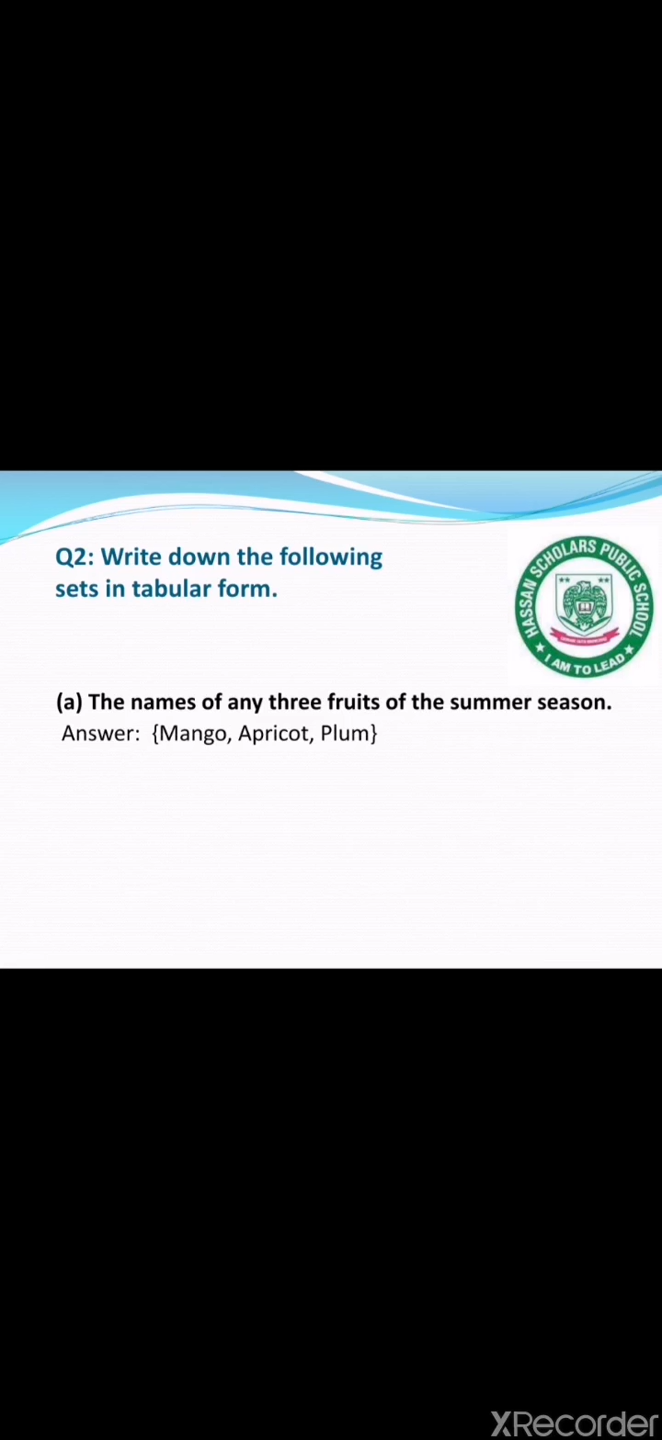 Q2: Write down the following
sets in tabular form.
HASSAN SCHOLARS PUBLIC SCHOOL
I AM TO LEAD
(a) The names of any three fruits of the summer season.
Answer: {Mango, Apricot, Plum}
XRecorder